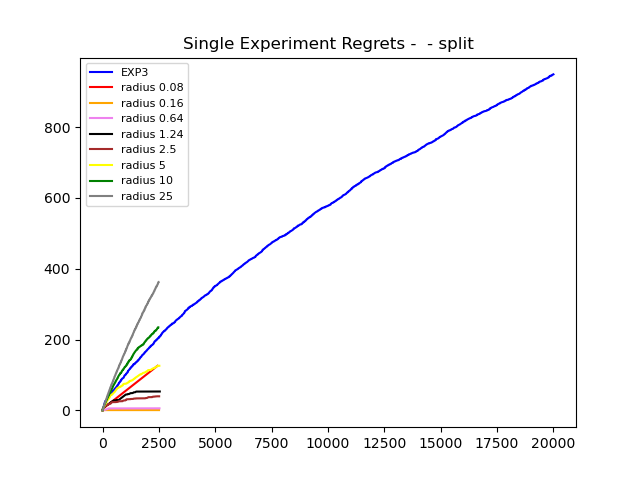 Single Experiment Regrets -  - split
EXP3
radius 0.08
radius 0.16
radius 0.64
radius 1.24
radius 2.5
radius 5
radius 10
radius 25
800
600
400
200
0
0 2500 5000 7500 10000 12500 15000 17500 20000